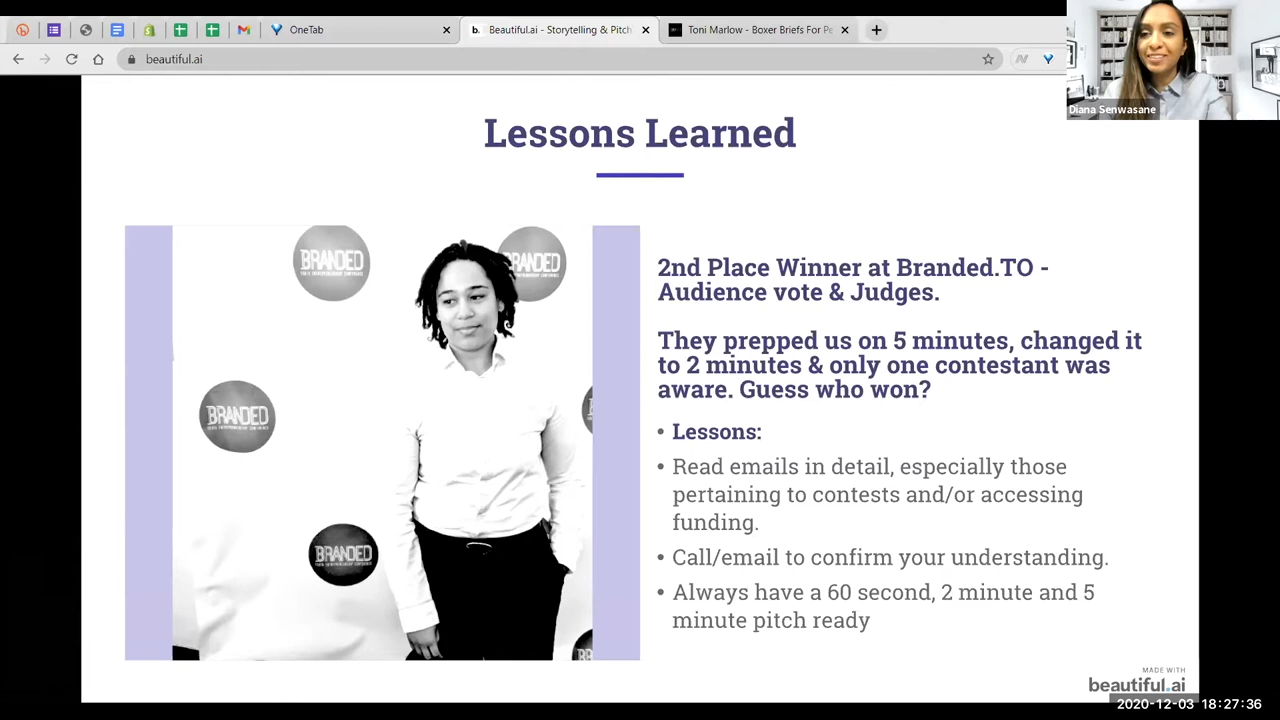 OneTab
Beautiful.ai - Storytelling & Pitch
Toni Marlow - Boxer Briefs For Pe
beautiful.ai
Diana Senwasane
Lessons Learned
BRANDED
BRANDED
BRANDED
BRANDED
2nd Place Winner at Branded.TO -
Audience vote & Judges.
They prepped us on 5 minutes, changed it
to 2 minutes & only one contestant was
aware. Guess who won?
• Lessons:
• Read emails in detail, especially those
pertaining to contests and/or accessing
funding.
• Call/email to confirm your understanding.
• Always have a 60 second, 2 minute and 5
minute pitch ready
MADE WITH
beautiful.ai
2020-12-03 18:27:36